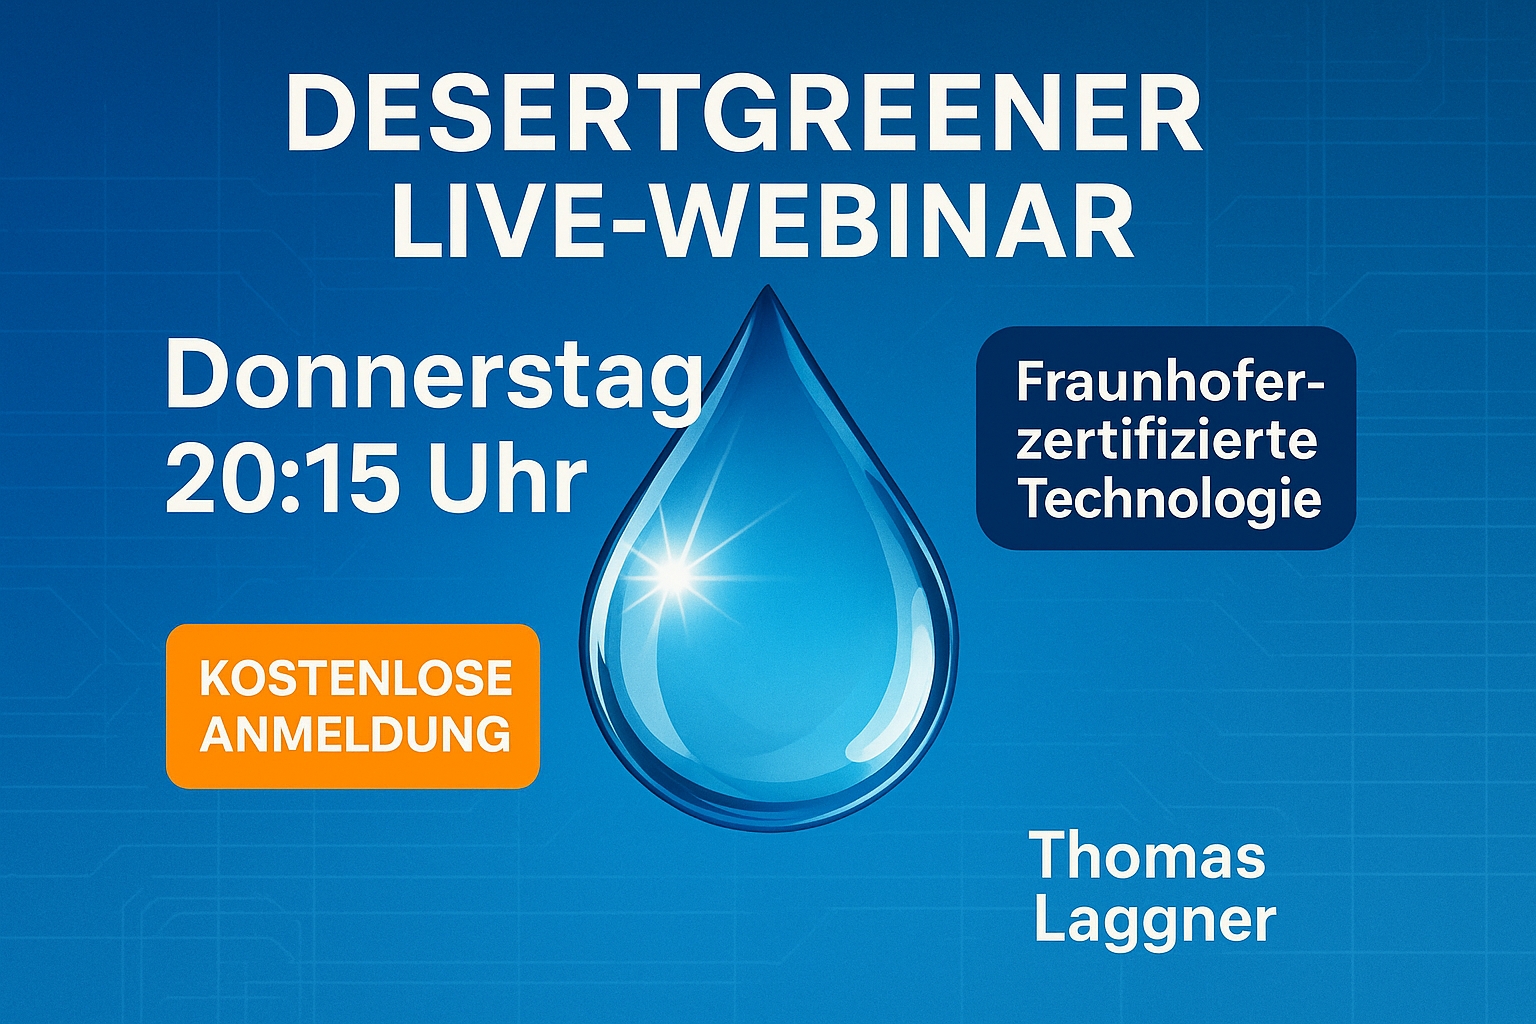 DESERTGREENER
LIVE-WEBINAR
Donnerstag
20:15 Uhr
Fraunhofer-
zertifizierte
Technologie
KOSTENLOSE
ANMELDUNG
Thomas
Laggner